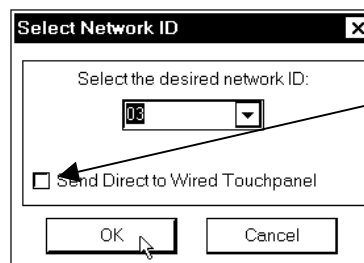 Select Network ID
Select the desired network ID:
03
Send Direct to Wired Touchpanel
OK
Cancel